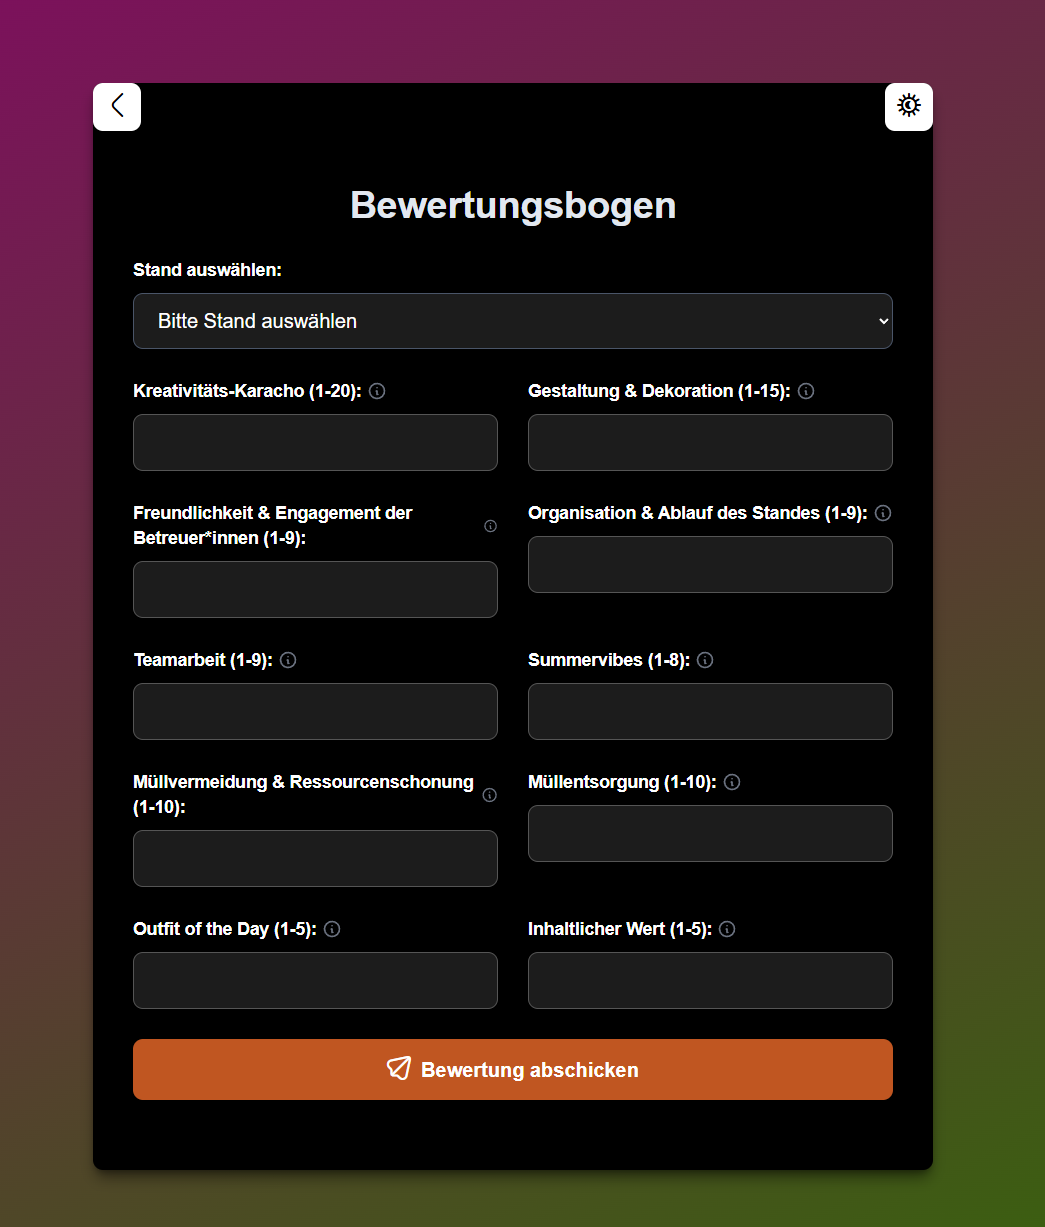 Bewertungsbogen
Stand auswählen:
Bitte Stand auswählen
Kreativitäts-Karacho (1-20):
Gestaltung & Dekoration (1-15):
Freundlichkeit & Engagement der
Betreuer*innen (1-9):
Organisation & Ablauf des Standes (1-9):
Teamarbeit (1-9):
Summervibes (1-8):
Müllvermeidung & Ressourcenschonung
(1-10):
Müllentsorgung (1-10):
Outfit of the Day (1-5):
Inhaltlicher Wert (1-5):
Bewertung abschicken